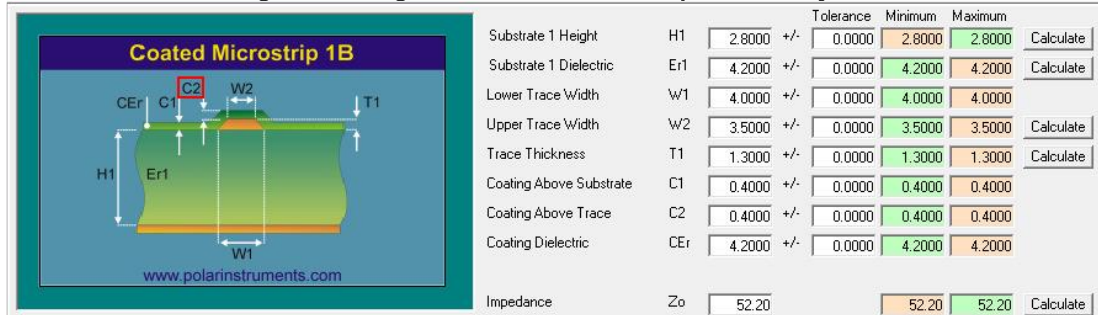 Tolerance Minimum Maximum
Coated Microstrip 1B
CEr C1 C2 W2 T1
H1 Er1
W1
www.polarinstruments.com
Substrate 1 Height H1 2.8000 +/- 0.0000 2.8000 2.8000 Calculate
Substrate 1 Dielectric Er1 4.2000 +/- 0.0000 4.2000 4.2000 Calculate
Lower Trace Width W1 4.0000 +/- 0.0000 4.0000 4.0000
Upper Trace Width W2 3.5000 +/- 0.0000 3.5000 3.5000 Calculate
Trace Thickness T1 1.3000 +/- 0.0000 1.3000 1.3000 Calculate
Coating Above Substrate C1 0.4000 +/- 0.0000 0.4000 0.4000
Coating Above Trace C2 0.4000 +/- 0.0000 0.4000 0.4000
Coating Dielectric CEr 4.2000 +/- 0.0000 4.2000 4.2000
Impedance Zo 52.20 52.20 52.20 Calculate